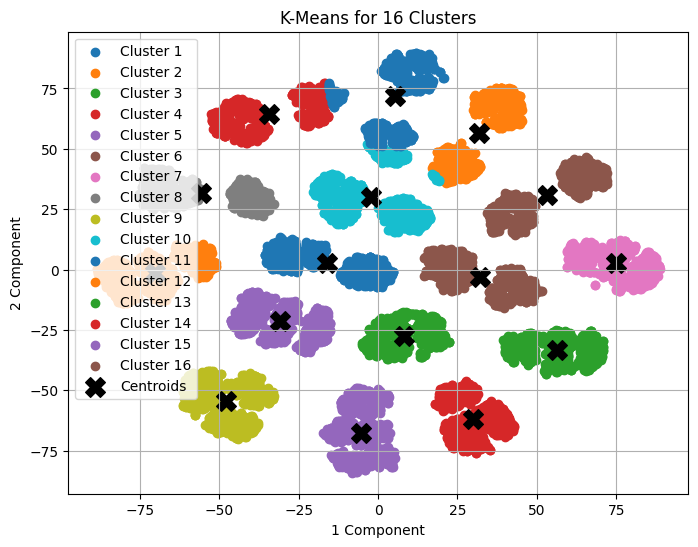 K-Means for 16 Clusters
Cluster 1
Cluster 2
Cluster 3
Cluster 4
Cluster 5
Cluster 6
Cluster 7
Cluster 8
Cluster 9
Cluster 10
Cluster 11
Cluster 12
Cluster 13
Cluster 14
Cluster 15
Cluster 16
Centroids
75
50
25
0
−25
−50
−75
2 Component
−75
−50
−25
0
25
50
75
1 Component